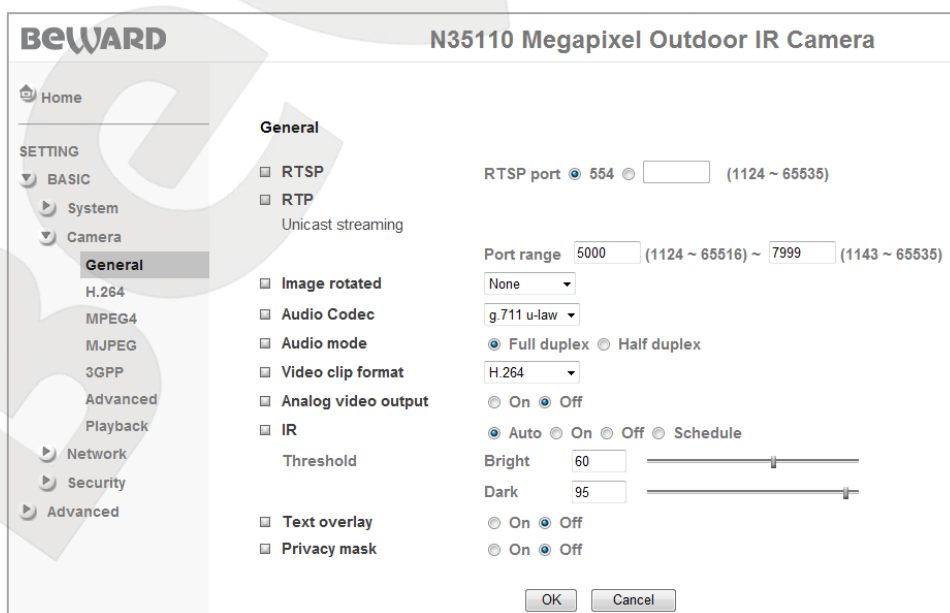 BEWARD
N35110 Megapixel Outdoor IR Camera
Home
SETTING
BASIC
System
Camera
General
H.264
MPEG4
MJPEG
3GPP
Advanced
Playback
Network
Security
Advanced
General
RTSP RTSP port 554 (1124 ~ 65535)
RTP
Unicast streaming
Port range 5000 (1124 ~ 65516) ~ 7999 (1143 ~ 65535)
Image rotated None
Audio Codec g.711 u-law
Audio mode Full duplex Half duplex
Video clip format H.264
Analog video output On Off
IR Auto On Off Schedule
Threshold Bright 60
Dark 95
Text overlay On Off
Privacy mask On Off
OK Cancel